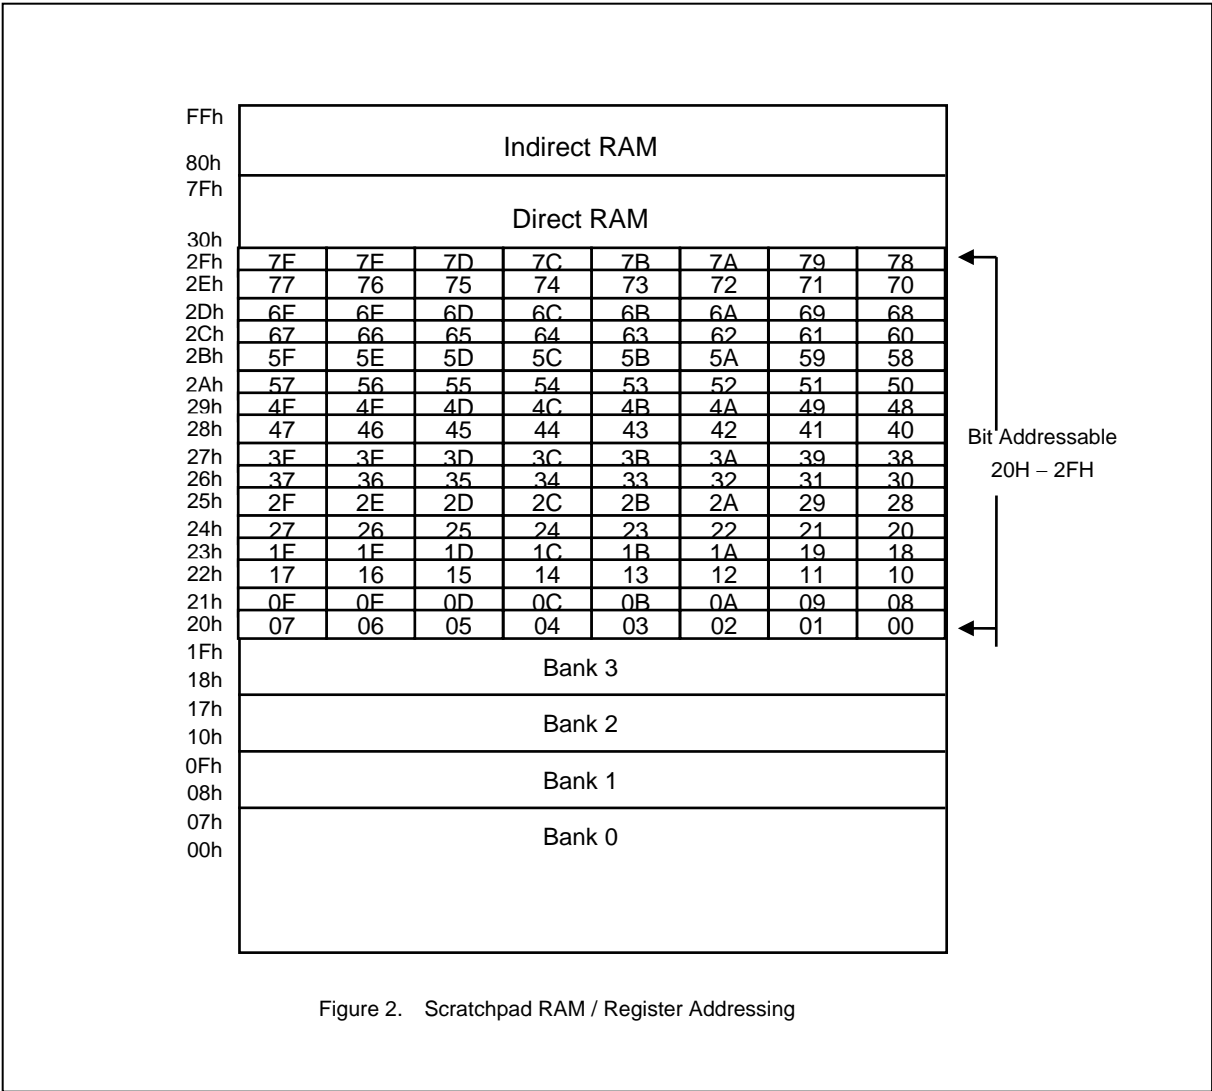 FFh
Indirect RAM
80h
7Fh
Direct RAM
30h
2Fh 7F 7E 7D 7C 7B 7A 79 78
2Eh 77 76 75 74 73 72 71 70
2Dh 6F 6E 6D 6C 6B 6A 69 68
2Ch 67 66 65 64 63 62 61 60
2Bh 5F 5E 5D 5C 5B 5A 59 58
2Ah 57 56 55 54 53 52 51 50
29h 4F 4E 4D 4C 4B 4A 49 48
28h 47 46 45 44 43 42 41 40
Bit Addressable
27h 3F 3E 3D 3C 3B 3A 39 38
20H – 2FH
26h 37 36 35 34 33 32 31 30
25h 2F 2E 2D 2C 2B 2A 29 28
24h 27 26 25 24 23 22 21 20
23h 1F 1E 1D 1C 1B 1A 19 18
22h 17 16 15 14 13 12 11 10
21h 0F 0E 0D 0C 0B 0A 09 08
20h 07 06 05 04 03 02 01 00
1Fh
Bank 3
18h
17h
Bank 2
10h
0Fh
Bank 1
08h
07h
Bank 0
00h
Figure 2. Scratchpad RAM / Register Addressing